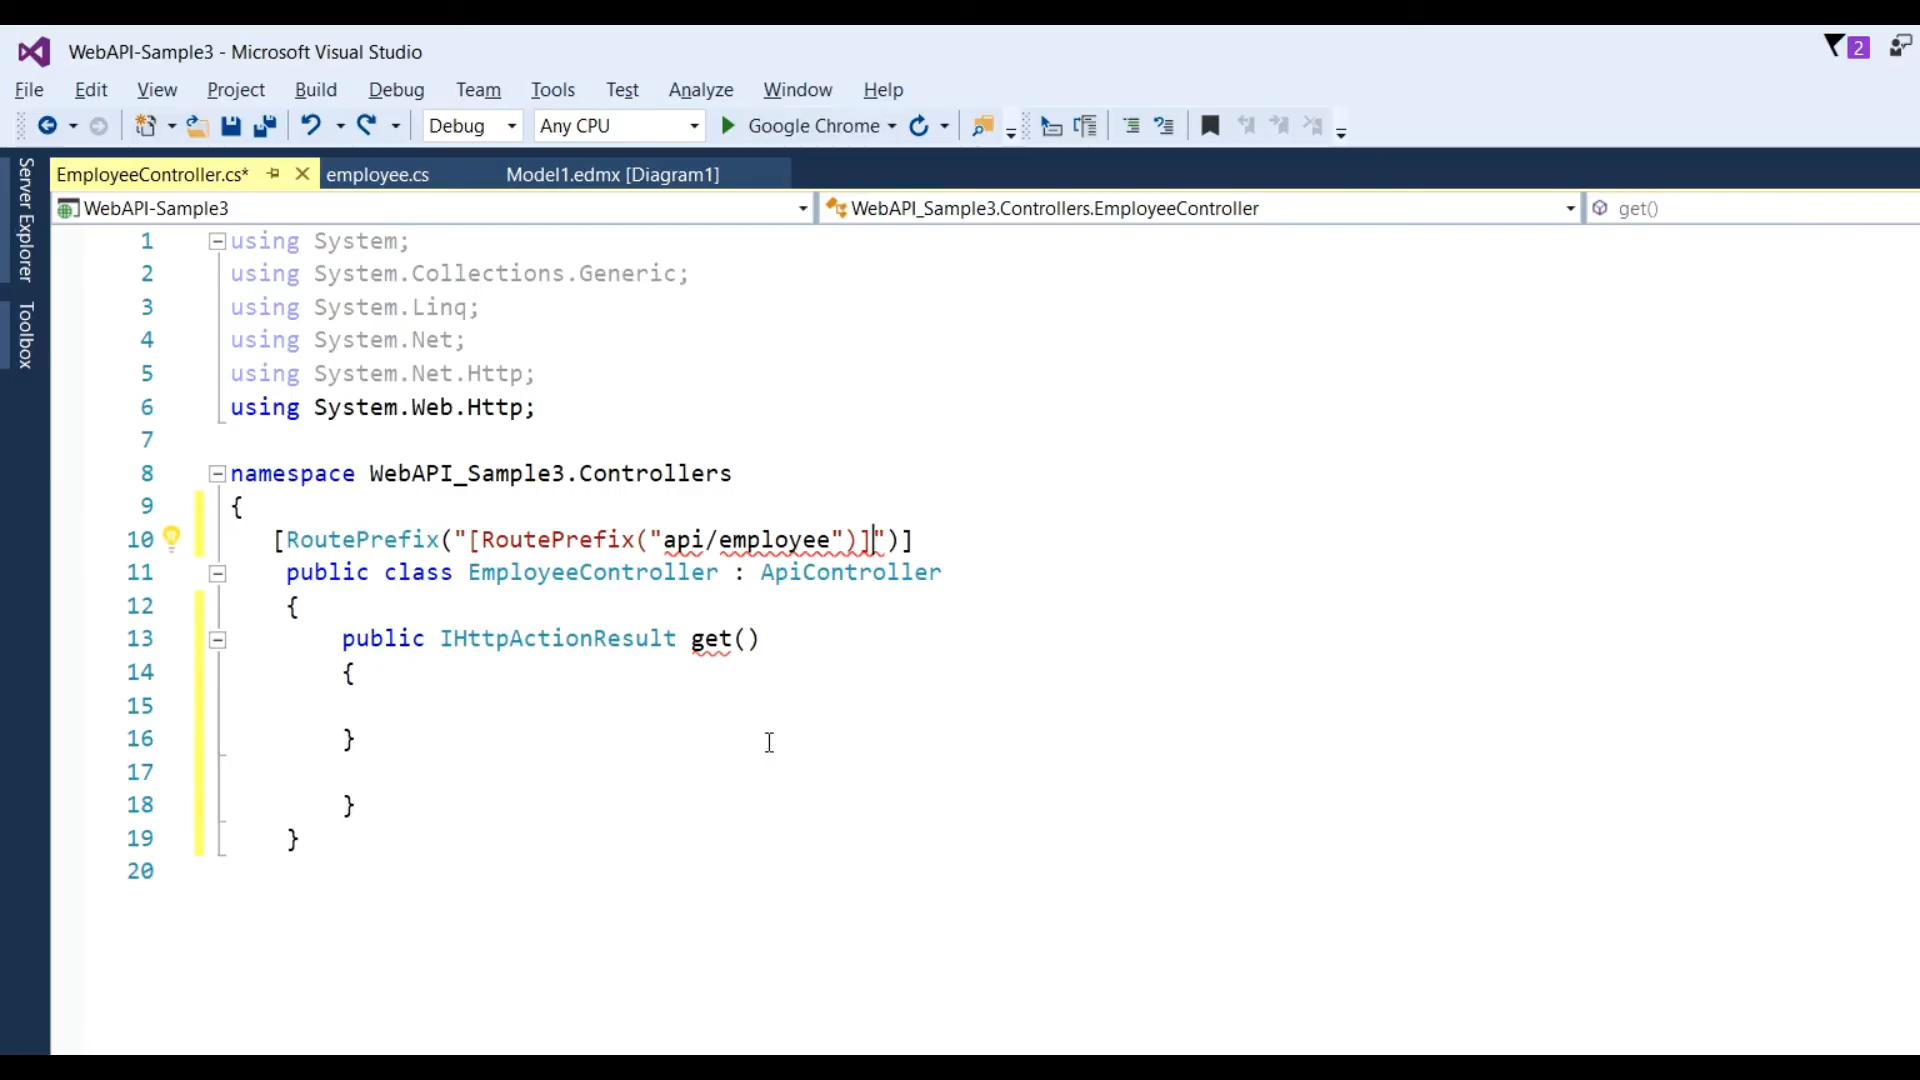 WebAPI-Sample3 - Microsoft Visual Studio
2
File Edit View Project Build Debug Team Tools Test Analyze Window Help
Debug Any CPU Google Chrome
Server Explorer
Toolbox
EmployeeController.cs* employee.cs Model1.edmx [Diagram1]
WebAPI-Sample3 WebAPI_Sample3.Controllers.EmployeeController get()
1 using System;
2 using System.Collections.Generic;
3 using System.Linq;
4 using System.Net;
5 using System.Net.Http;
6 using System.Web.Http;
7
8 namespace WebAPI_Sample3.Controllers
9 {
10 [RoutePrefix("[RoutePrefix("api/employee")]")]
11 public class EmployeeController : ApiController
12 {
13 public IHttpActionResult get()
14 {
15
16 }
17
18 }
19 }
20